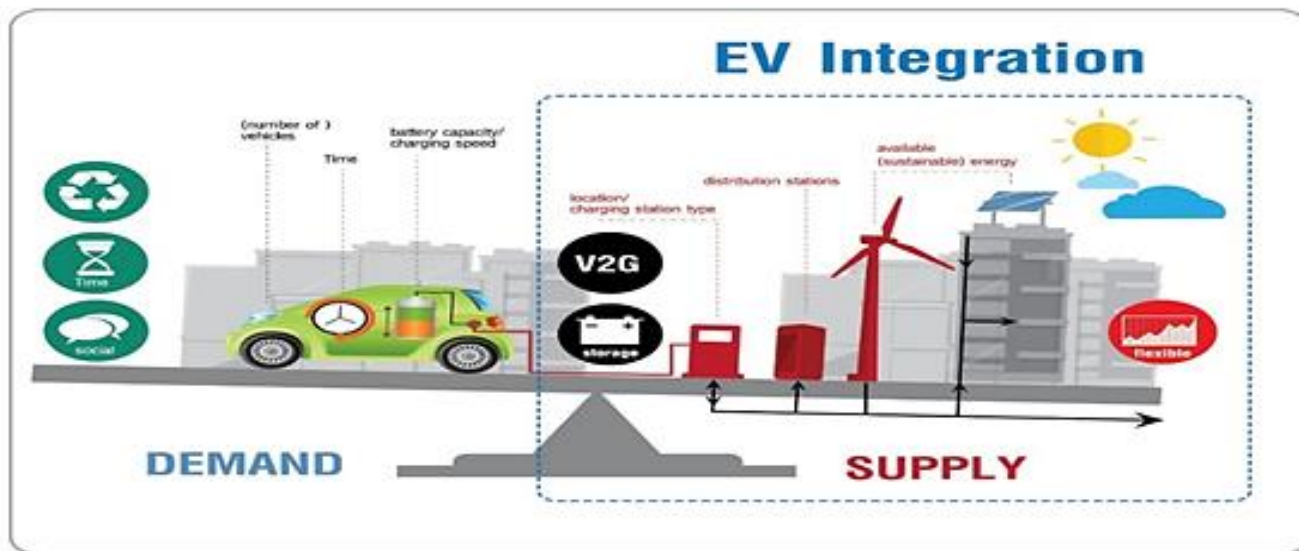 EV Integration
(number of )
vehicles
Time
battery capacity/
charging speed
location/
charging station type
distribution stations
available
(sustainable) energy
Time
social
V2G
storage
flexible
DEMAND
SUPPLY